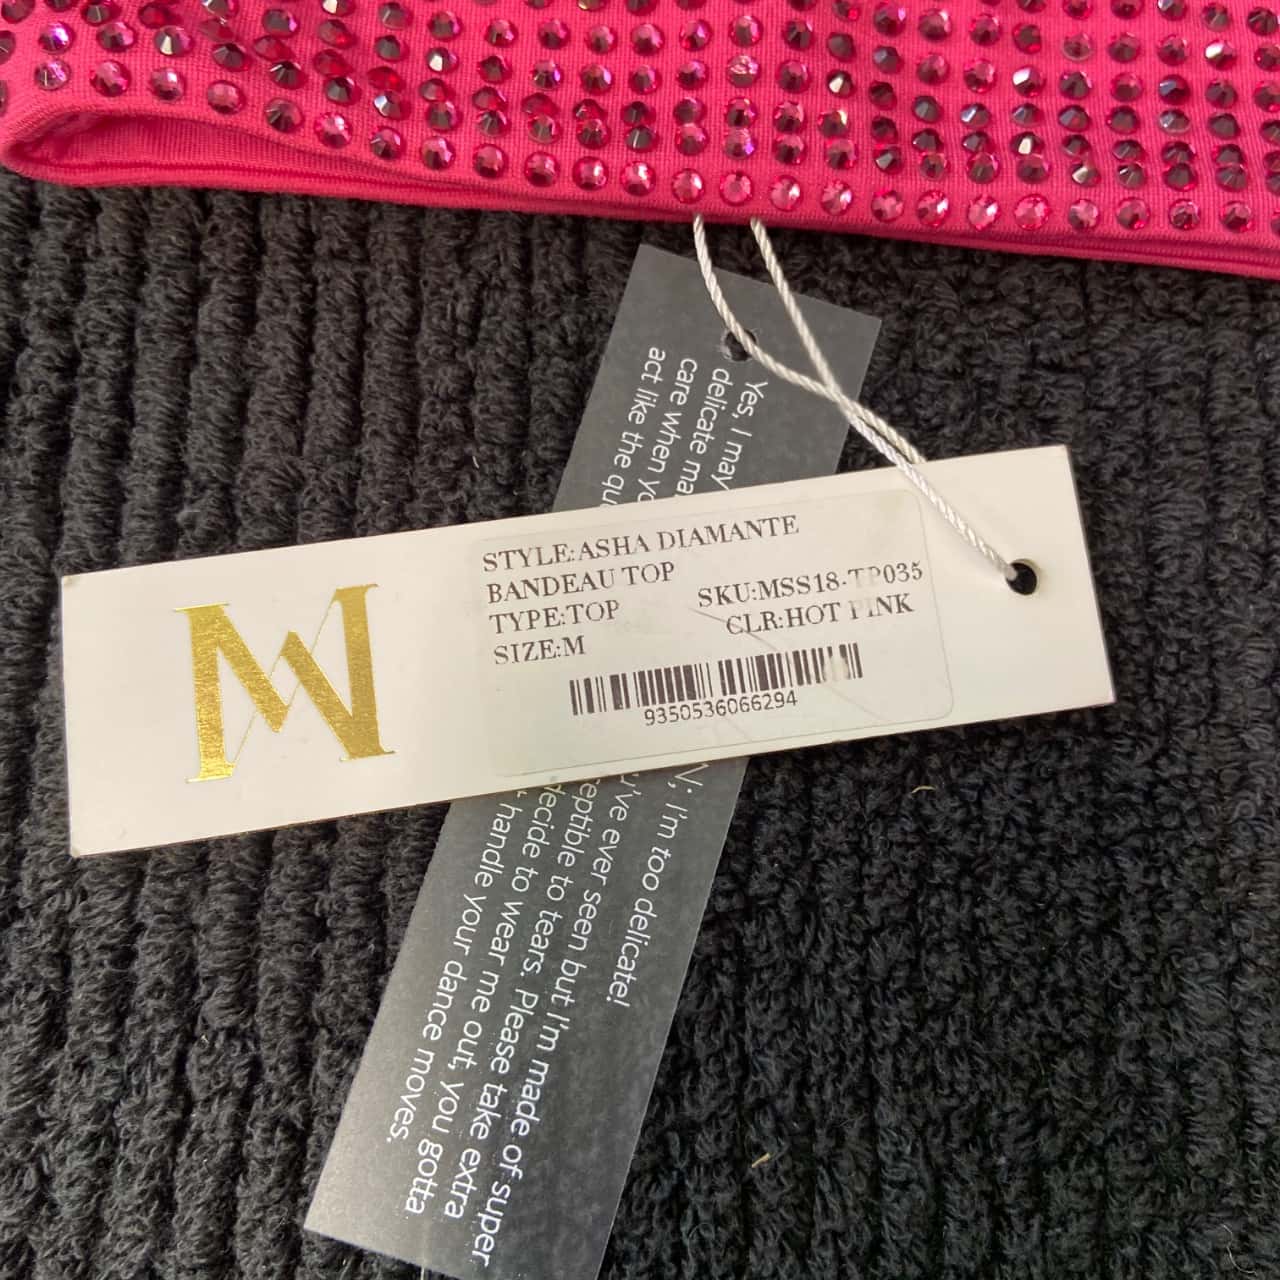 STYLE:ASHA DIAMANTE
BANDEAU TOP
TYPE:TOP SKU:MSS18-TP035
SIZE:M CLR:HOT PINK
9350536066294
Yes, I may
delicate
care when
act like the
I'm too delicate!
ever seen but I'm made of super
to tears. Please take extra
decide to wear me out, you gotta
handle your dance moves.